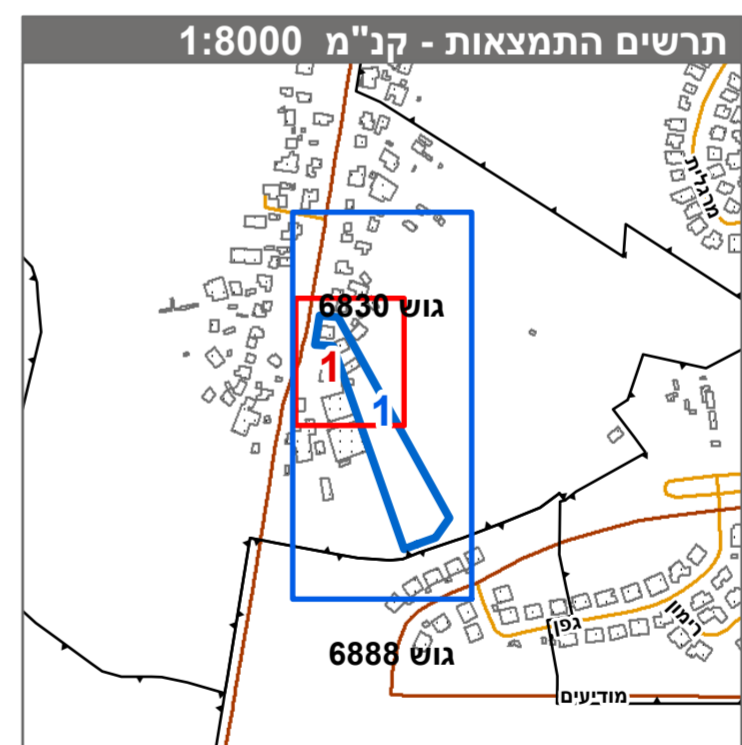 תרשים התמצאות - קנ"מ 1:8000
מרגלית
גוש 6830
1
1
גפן
רימון
גוש 6888
מודיעים